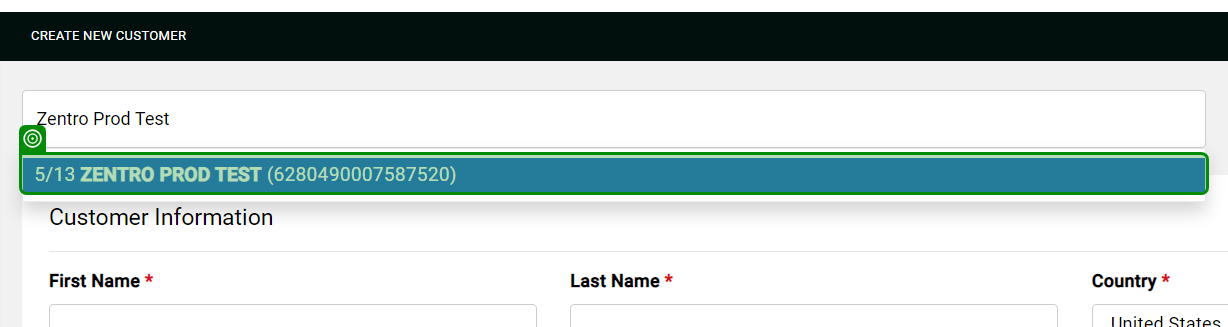 CREATE NEW CUSTOMER
Zentro Prod Test
5/13 ZENTRO PROD TEST (6280490007587520)
Customer Information
First Name * Last Name * Country *
United States